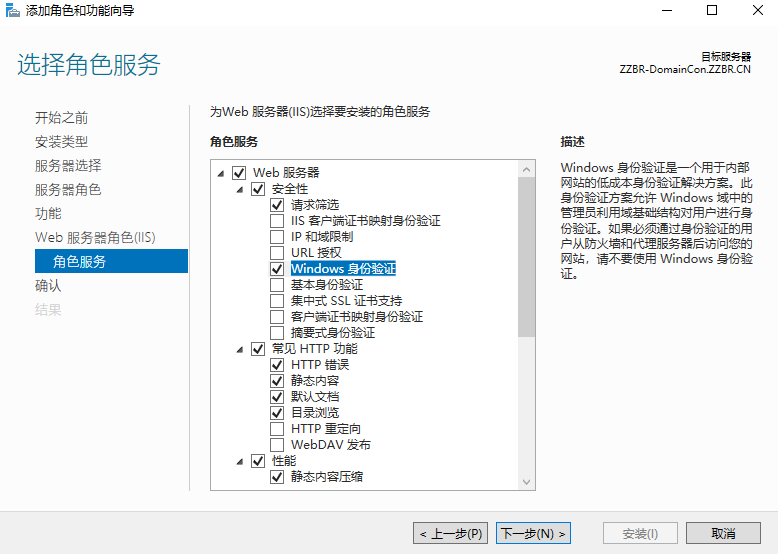 添加角色和功能向导
选择角色服务
目标服务器
ZZBR-DomainCon.ZZBR.CN
开始之前
安装类型
服务器选择
服务器角色
功能
Web 服务器角色(IIS)
角色服务
确认
结果
为Web 服务器(IIS)选择要安装的角色服务
角色服务
Web 服务器
安全性
请求筛选
IIS 客户端证书映射身份验证
IP 和域限制
URL 授权
Windows 身份验证
基本身份验证
集中式 SSL 证书支持
客户端证书映射身份验证
摘要式身份验证
常见 HTTP 功能
HTTP 错误
静态内容
默认文档
目录浏览
HTTP 重定向
WebDAV 发布
性能
静态内容压缩
描述
Windows 身份验证是一个用于内部
网站的低成本身份验证解决方案。此
身份验证方案允许 Windows 域中的
管理员利用域基础结构对用户进行身
份验证。如果必须通过身份验证的用
户从防火墙和代理服务器后访问您的
网站，请不要使用 Windows 身份验
证。
< 上一步(P)
下一步(N) >
安装(I)
取消